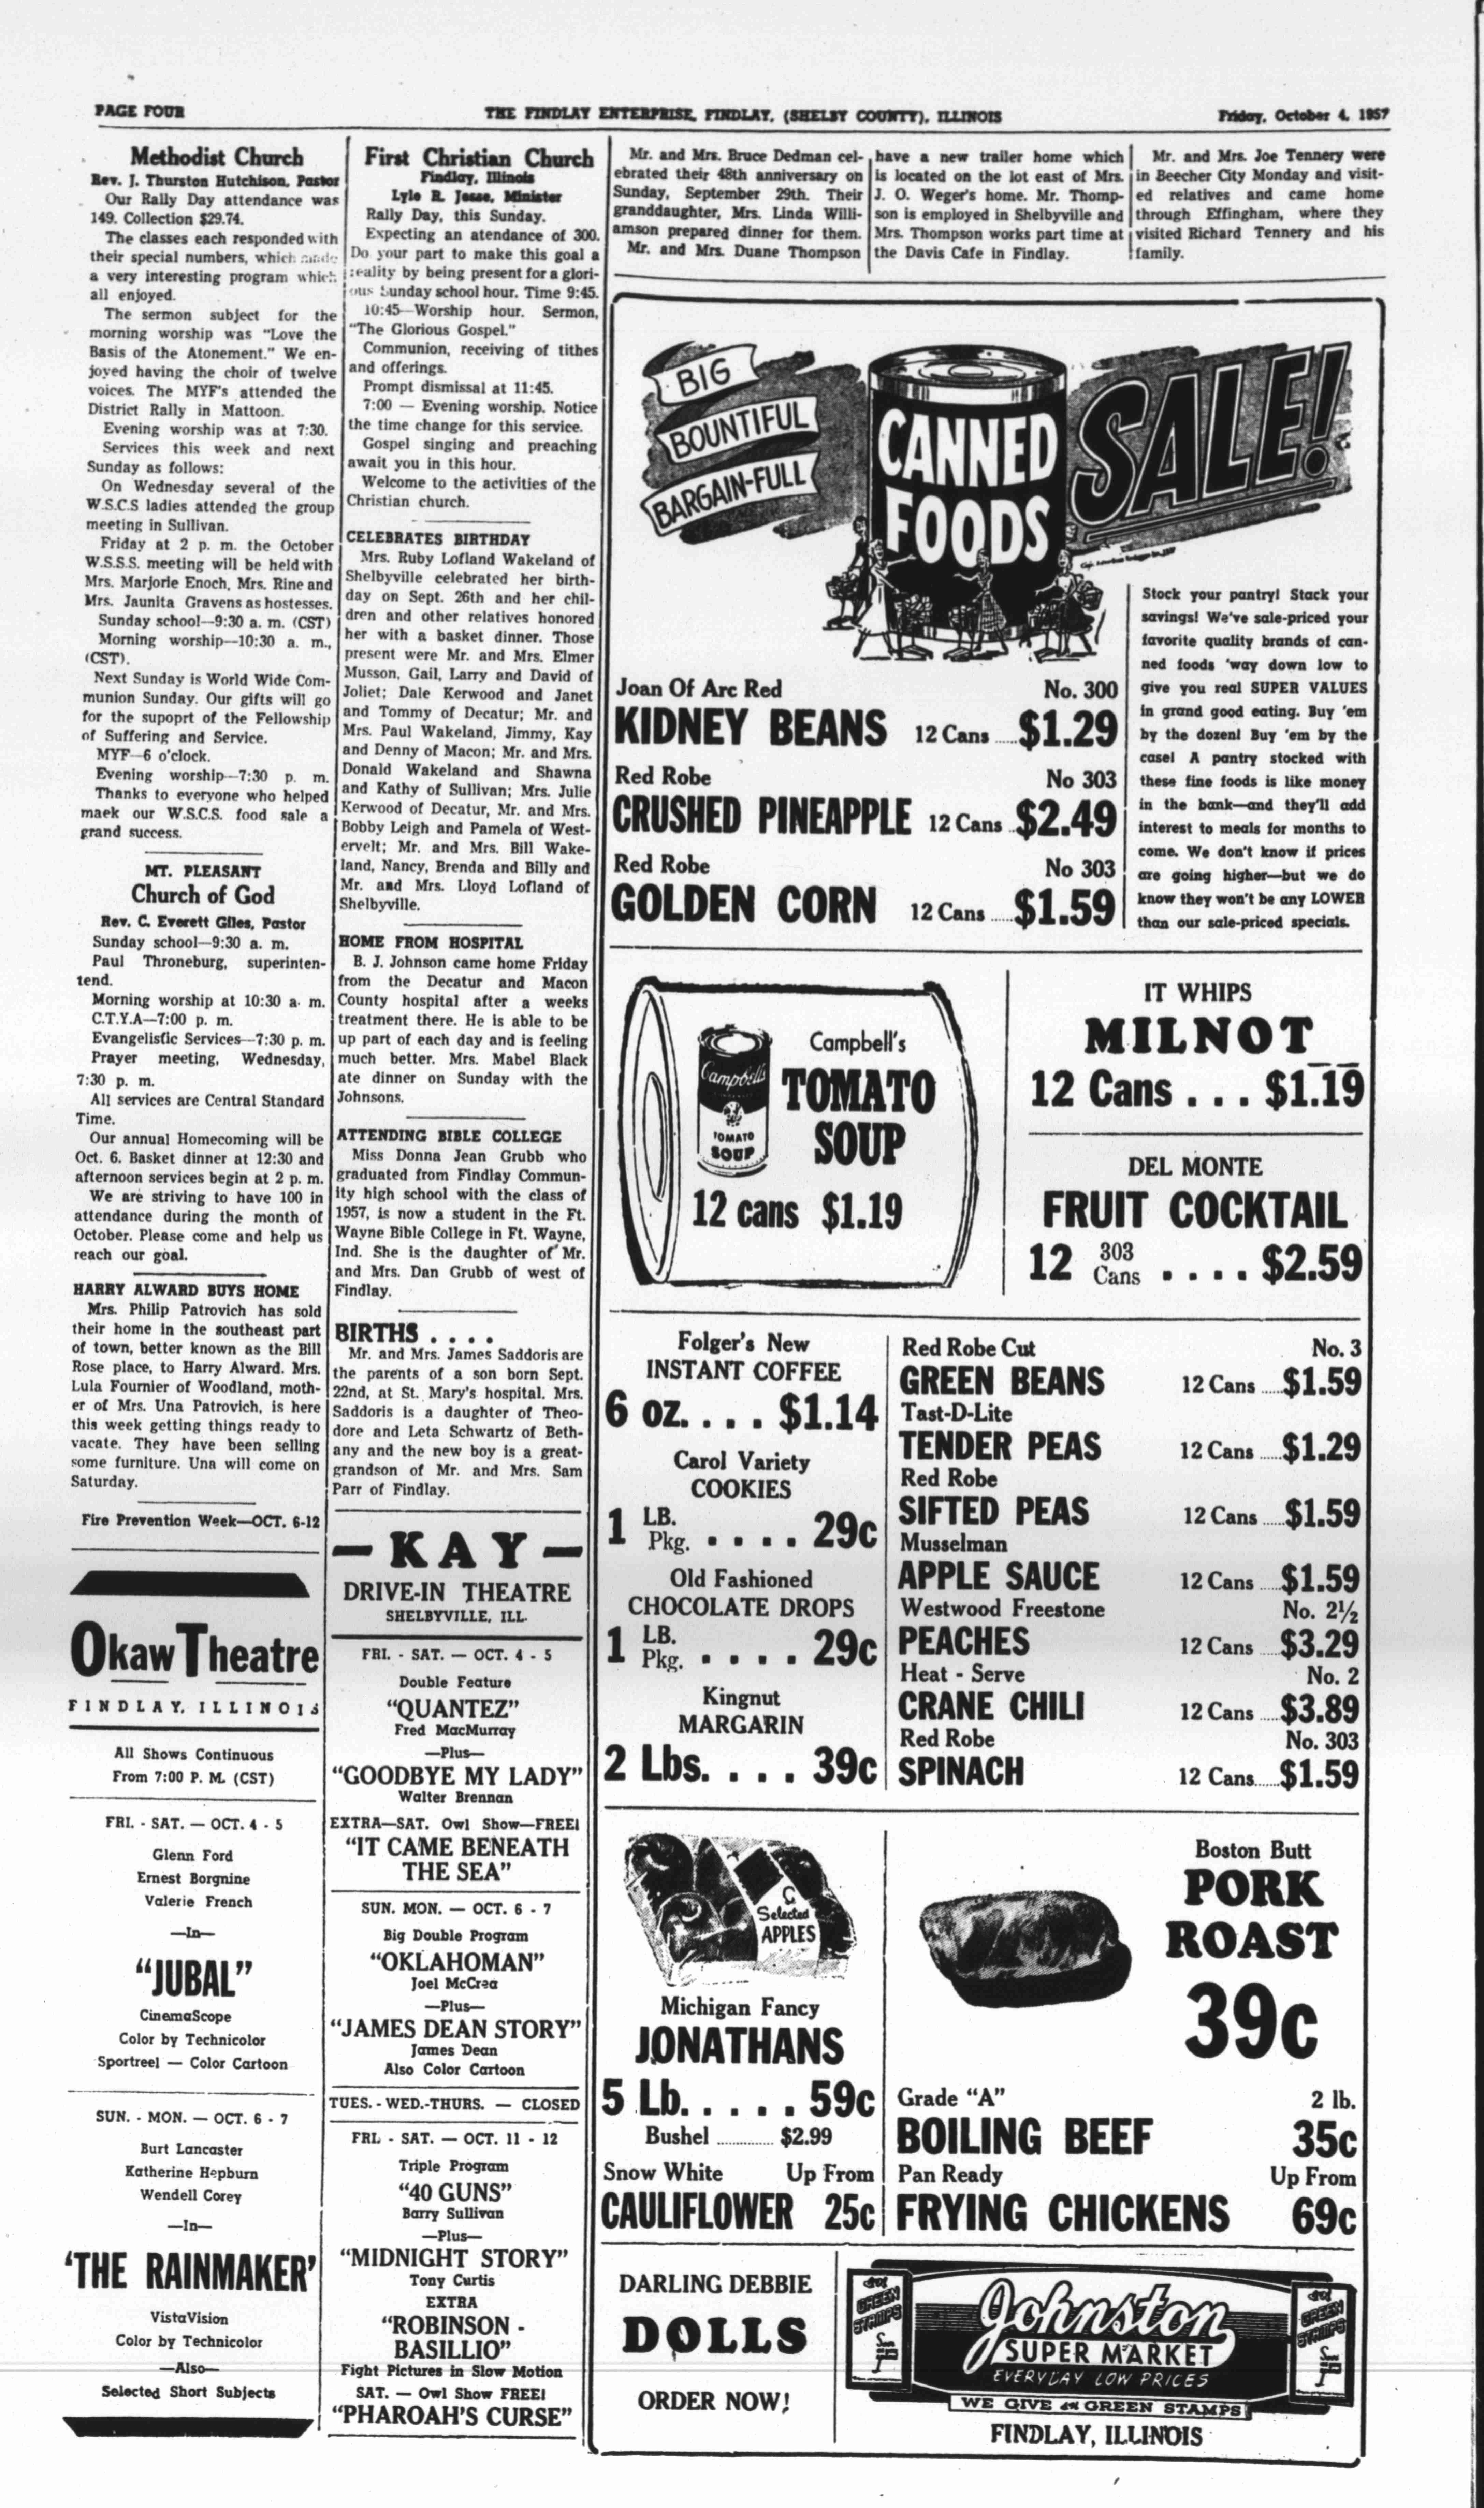 PAGE FOUR
THE FINDLAY ENTERPRISE, FINDLAY, (SHELBY COUNTY), ILLINOIS
Friday, October 4, 1957
Methodist Church
Rev. J. Thurston Hutchison, Pastor
Our Rally Day attendance was
149. Collection $29.74.
The classes each responded with
their special numbers, which made
a very interesting program which
all enjoyed.
The sermon subject for the
morning worship was "Love the
Basis of the Atonement." We en-
joyed having the choir of twelve
voices. The MYF's attended the
District Rally in Mattoon.
Evening worship was at 7:30.
Services this week and next
Sunday as follows:
On Wednesday several of the
W.S.C.S ladies attended the group
meeting in Sullivan.
Friday at 2 p. m. the October
W.S.S.S. meeting will be held with
Mrs. Marjorie Enoch, Mrs. Rine and
Mrs. Jaunita Gravens as hostesses.
Sunday school—9:30 a. m. (CST)
Morning worship—10:30 a. m.,
(CST).
Next Sunday is World Wide Com-
munion Sunday. Our gifts will go
for the supoprt of the Fellowship
of Suffering and Service.
MYF—6 o'clock.
Evening worship—7:30 p. m.
Thanks to everyone who helped
maek our W.S.C.S. food sale a
grand success.
MT. PLEASANT
Church of God
Rev. C. Everett Giles, Pastor
Sunday school—9:30 a. m.
Paul Throneburg, superinten-
tend.
Morning worship at 10:30 a. m.
C.T.Y.A—7:00 p. m.
Evangelistic Services—7:30 p. m.
Prayer meeting, Wednesday,
7:30 p. m.
All services are Central Standard
Time.
Our annual Homecoming will be
Oct. 6. Basket dinner at 12:30 and
afternoon services begin at 2 p. m.
We are striving to have 100 in
attendance during the month of
October. Please come and help us
reach our goal.
HARRY ALWARD BUYS HOME
Mrs. Philip Patrovich has sold
their home in the southeast part
of town, better known as the Bill
Rose place, to Harry Alward. Mrs.
Lula Fournier of Woodland, moth-
er of Mrs. Una Patrovich, is here
this week getting things ready to
vacate. They have been selling
some furniture. Una will come on
Saturday.
Fire Prevention Week—OCT. 6-12
Okaw Theatre
FINDLAY, ILLINOIS
All Shows Continuous
From 7:00 P. M. (CST)
FRI. - SAT. — OCT. 4 - 5
Glenn Ford
Ernest Borgnine
Valerie French
—In—
"JUBAL"
CinemaScope
Color by Technicolor
Sportreel — Color Cartoon
SUN. - MON. — OCT. 6 - 7
Burt Lancaster
Katherine Hepburn
Wendell Corey
—In—
'THE RAINMAKER'
VistaVision
Color by Technicolor
—Also—
Selected Short Subjects
First Christian Church
Findlay, Illinois
Lyle R. Jesse, Minister
Rally Day, this Sunday.
Expecting an atendance of 300.
Do your part to make this goal a
reality by being present for a glori-
ous Sunday school hour. Time 9:45.
10:45—Worship hour. Sermon,
"The Glorious Gospel."
Communion, receiving of tithes
and offerings.
Prompt dismissal at 11:45.
7:00 — Evening worship. Notice
the time change for this service.
Gospel singing and preaching
await you in this hour.
Welcome to the activities of the
Christian church.
CELEBRATES BIRTHDAY
Mrs. Ruby Lofland Wakeland of
Shelbyville celebrated her birth-
day on Sept. 26th and her chil-
dren and other relatives honored
her with a basket dinner. Those
present were Mr. and Mrs. Elmer
Musson, Gail, Larry and David of
Joliet; Dale Kerwood and Janet
and Tommy of Decatur; Mr. and
Mrs. Paul Wakeland, Jimmy, Kay
and Denny of Macon; Mr. and Mrs.
Donald Wakeland and Shawna
and Kathy of Sullivan; Mrs. Julie
Kerwood of Decatur, Mr. and Mrs.
Bobby Leigh and Pamela of West-
ervelt; Mr. and Mrs. Bill Wake-
land, Nancy, Brenda and Billy and
Mr. and Mrs. Lloyd Lofland of
Shelbyville.
HOME FROM HOSPITAL
B. J. Johnson came home Friday
from the Decatur and Macon
County hospital after a weeks
treatment there. He is able to be
up part of each day and is feeling
much better. Mrs. Mabel Black
ate dinner on Sunday with the
Johnsons.
ATTENDING BIBLE COLLEGE
Miss Donna Jean Grubb who
graduated from Findlay Commun-
ity high school with the class of
1957, is now a student in the Ft.
Wayne Bible College in Ft. Wayne,
Ind. She is the daughter of Mr.
and Mrs. Dan Grubb of west of
Findlay.
BIRTHS . . . .
Mr. and Mrs. James Saddoris are
the parents of a son born Sept.
22nd, at St. Mary's hospital. Mrs.
Saddoris is a daughter of Theo-
dore and Leta Schwartz of Beth-
any and the new boy is a great-
grandson of Mr. and Mrs. Sam
Parr of Findlay.
—KAY—
DRIVE-IN THEATRE
SHELBYVILLE, ILL.
FRI. - SAT. — OCT. 4 - 5
Double Feature
"QUANTEZ"
Fred MacMurray
—Plus—
"GOODBYE MY LADY"
Walter Brennan
EXTRA—SAT. Owl Show—FREE!
"IT CAME BENEATH
THE SEA"
SUN. MON. — OCT. 6 - 7
Big Double Program
"OKLAHOMAN"
Joel McCrea
—Plus—
"JAMES DEAN STORY"
James Dean
Also Color Cartoon
TUES. - WED.-THURS. — CLOSED
FRI. - SAT. — OCT. 11 - 12
Triple Program
"40 GUNS"
Barry Sullivan
—Plus—
"MIDNIGHT STORY"
Tony Curtis
EXTRA
"ROBINSON -
BASILLIO"
Fight Pictures in Slow Motion
SAT. — Owl Show FREE!
"PHAROAH'S CURSE"
Mr. and Mrs. Bruce Dedman cel-
ebrated their 48th anniversary on
Sunday, September 29th. Their
granddaughter, Mrs. Linda Willi-
amson prepared dinner for them.
Mr. and Mrs. Duane Thompson
have a new trailer home which
is located on the lot east of Mrs.
J. O. Weger's home. Mr. Thomp-
son is employed in Shelbyville and
Mrs. Thompson works part time at
the Davis Cafe in Findlay.
Mr. and Mrs. Joe Tennery were
in Beecher City Monday and visit-
ed relatives and came home
through Effingham, where they
visited Richard Tennery and his
family.
BIG
BOUNTIFUL
BARGAIN-FULL
CANNED
FOODS
SALE!
Stock your pantry! Stack your
savings! We've sale-priced your
favorite quality brands of can-
ned foods 'way down low to
give you real SUPER VALUES
in grand good eating. Buy 'em
by the dozen! Buy 'em by the
case! A pantry stocked with
these fine foods is like money
in the bank—and they'll add
interest to meals for months to
come. We don't know if prices
are going higher—but we do
know they won't be any LOWER
than our sale-priced specials.
Joan Of Arc Red No. 300
KIDNEY BEANS 12 Cans ..... $1.29
Red Robe No 303
CRUSHED PINEAPPLE 12 Cans .. $2.49
Red Robe No 303
GOLDEN CORN 12 Cans ..... $1.59
Campbell's
TOMATO
SOUP
Campbell's
TOMATO
SOUP
12 cans $1.19
IT WHIPS
MILNOT
12 Cans . . . $1.19
DEL MONTE
FRUIT COCKTAIL
12 303 Cans . . . . $2.59
Folger's New
INSTANT COFFEE
6 oz. . . . $1.14
Carol Variety
COOKIES
1 LB. Pkg. . . . . 29c
Old Fashioned
CHOCOLATE DROPS
1 LB. Pkg. . . . . 29c
Kingnut
MARGARIN
2 Lbs. . . . 39c
Red Robe Cut No. 3
GREEN BEANS 12 Cans ..... $1.59
Tast-D-Lite
TENDER PEAS 12 Cans ..... $1.29
Red Robe
SIFTED PEAS 12 Cans ..... $1.59
Musselman
APPLE SAUCE 12 Cans ..... $1.59
Westwood Freestone No. 2½
PEACHES 12 Cans ..... $3.29
Heat - Serve No. 2
CRANE CHILI 12 Cans ..... $3.89
Red Robe No. 303
SPINACH 12 Cans ..... $1.59
Selected
APPLES
Michigan Fancy
JONATHANS
5 Lb. . . . . 59c
Bushel .............. $2.99
Snow White Up From
CAULIFLOWER 25c
Boston Butt
PORK
ROAST
39c
Grade "A" 2 lb.
BOILING BEEF 35c
Pan Ready Up From
FRYING CHICKENS 69c
DARLING DEBBIE
DOLLS
ORDER NOW!
GREEN
STAMPS
Johnston
SUPER MARKET
EVERYDAY LOW PRICES
WE GIVE GREEN STAMPS
GREEN
STAMPS
FINDLAY, ILLINOIS